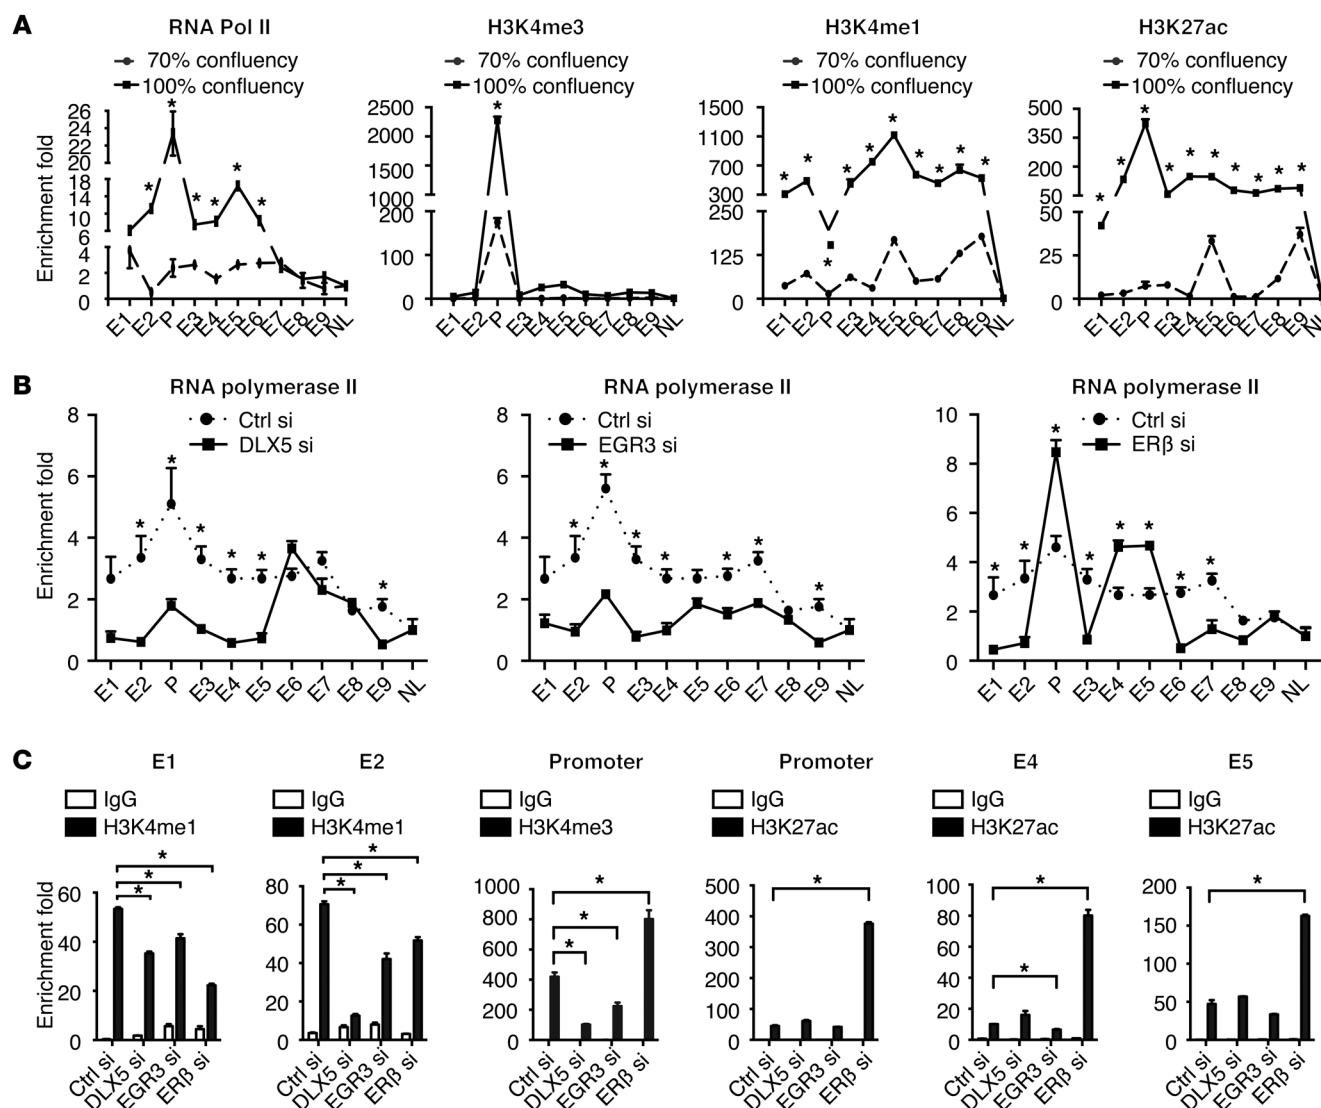 A
RNA Pol II
70% confluency
100% confluency
Enrichment fold
26
24
22
20
18
14
10
6
4
2
0
E1 E2 P E3 E4 E5 E6 E7 E8 E9 NL
H3K4me3
70% confluency
100% confluency
2500
2000
1500
1000
200
100
0
E1 E2 P E3 E4 E5 E6 E7 E8 E9 NL
H3K4me1
70% confluency
100% confluency
1500
1100
700
300
250
125
0
E1 E2 P E3 E4 E5 E6 E7 E8 E9 NL
H3K27ac
70% confluency
100% confluency
500
350
200
50
50
25
0
E1 E2 P E3 E4 E5 E6 E7 E8 E9 NL
B
RNA polymerase II
Ctrl si
DLX5 si
Enrichment fold
8
6
4
2
0
E1 E2 P E3 E4 E5 E6 E7 E8 E9 NL
RNA polymerase II
Ctrl si
EGR3 si
8
6
4
2
0
E1 E2 P E3 E4 E5 E6 E7 E8 E9 NL
RNA polymerase II
Ctrl si
ERβ si
10
8
6
4
2
0
E1 E2 P E3 E4 E5 E6 E7 E8 E9 NL
C
E1
IgG
H3K4me1
Enrichment fold
60
40
20
0
Ctrl si DLX5 si EGR3 si ERβ si
E2
IgG
H3K4me1
80
60
40
20
0
Ctrl si DLX5 si EGR3 si ERβ si
Promoter
IgG
H3K4me3
1000
800
600
400
200
0
Ctrl si DLX5 si EGR3 si ERβ si
Promoter
IgG
H3K27ac
500
400
300
200
100
0
Ctrl si DLX5 si EGR3 si ERβ si
E4
IgG
H3K27ac
100
80
60
40
20
0
Ctrl si DLX5 si EGR3 si ERβ si
E5
IgG
H3K27ac
200
150
100
50
0
Ctrl si DLX5 si EGR3 si ERβ si